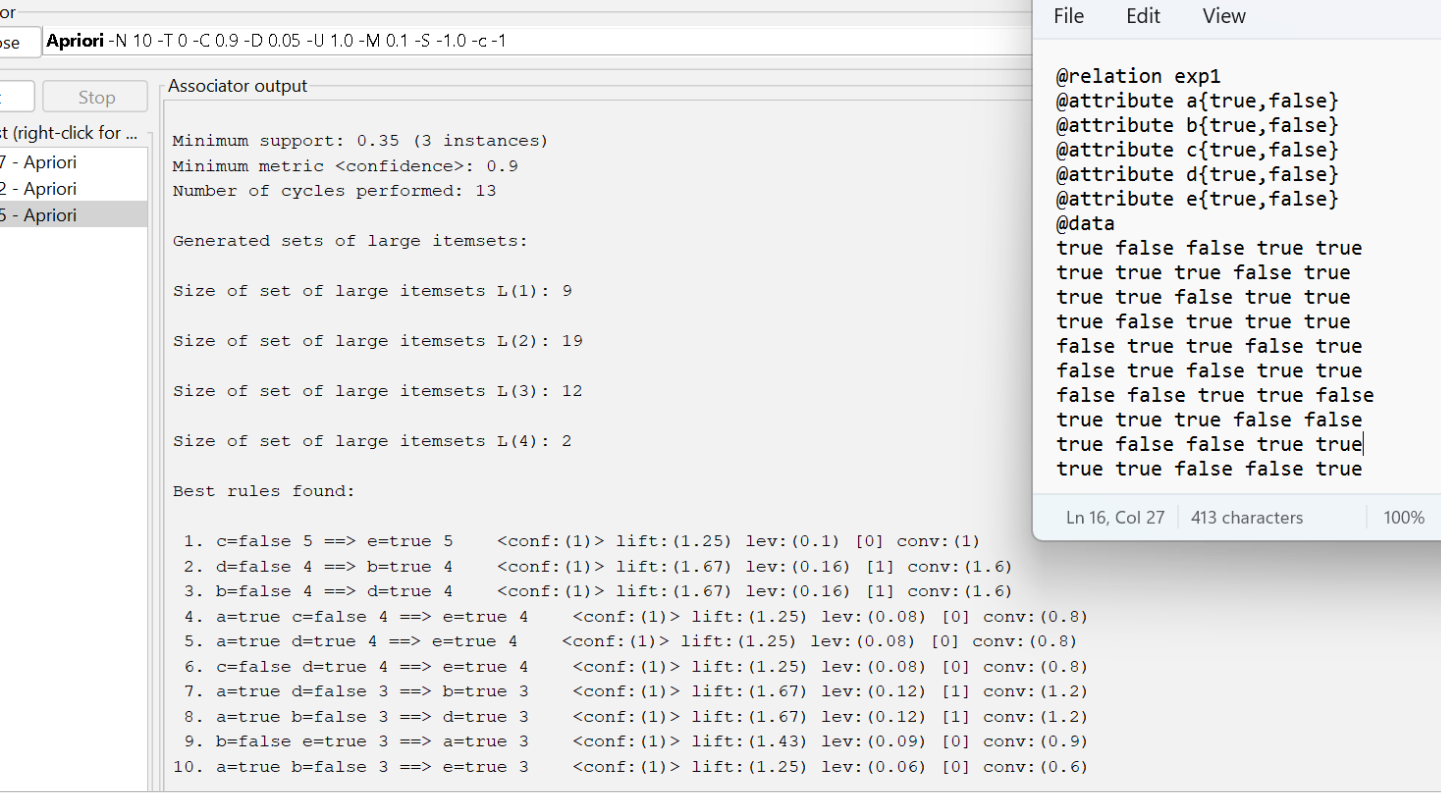 or
ose
Apriori -N 10 -T 0 -C 0.9 -D 0.05 -U 1.0 -M 0.1 -S -1.0 -c -1
Stop
st (right-click for ...
7 - Apriori
2 - Apriori
5 - Apriori
Associator output
Minimum support: 0.35 (3 instances)
Minimum metric <confidence>: 0.9
Number of cycles performed: 13
Generated sets of large itemsets:
Size of set of large itemsets L(1): 9
Size of set of large itemsets L(2): 19
Size of set of large itemsets L(3): 12
Size of set of large itemsets L(4): 2
Best rules found:
1. c=false 5 ==> e=true 5 <conf:(1)> lift:(1.25) lev:(0.1) [0] conv:(1)
2. d=false 4 ==> b=true 4 <conf:(1)> lift:(1.67) lev:(0.16) [1] conv:(1.6)
3. b=false 4 ==> d=true 4 <conf:(1)> lift:(1.67) lev:(0.16) [1] conv:(1.6)
4. a=true c=false 4 ==> e=true 4 <conf:(1)> lift:(1.25) lev:(0.08) [0] conv:(0.8)
5. a=true d=true 4 ==> e=true 4 <conf:(1)> lift:(1.25) lev:(0.08) [0] conv:(0.8)
6. c=false d=true 4 ==> e=true 4 <conf:(1)> lift:(1.25) lev:(0.08) [0] conv:(0.8)
7. a=true d=false 3 ==> b=true 3 <conf:(1)> lift:(1.67) lev:(0.12) [1] conv:(1.2)
8. a=true b=false 3 ==> d=true 3 <conf:(1)> lift:(1.67) lev:(0.12) [1] conv:(1.2)
9. b=false e=true 3 ==> a=true 3 <conf:(1)> lift:(1.43) lev:(0.09) [0] conv:(0.9)
10. a=true b=false 3 ==> e=true 3 <conf:(1)> lift:(1.25) lev:(0.06) [0] conv:(0.6)
File Edit View
@relation exp1
@attribute a{true,false}
@attribute b{true,false}
@attribute c{true,false}
@attribute d{true,false}
@attribute e{true,false}
@data
true false false true true
true true true false true
true true false true true
true false true true true
false true true false true
false true false true true
false false true true false
true true true false false
true false false true true
true true false false true
Ln 16, Col 27 413 characters 100%